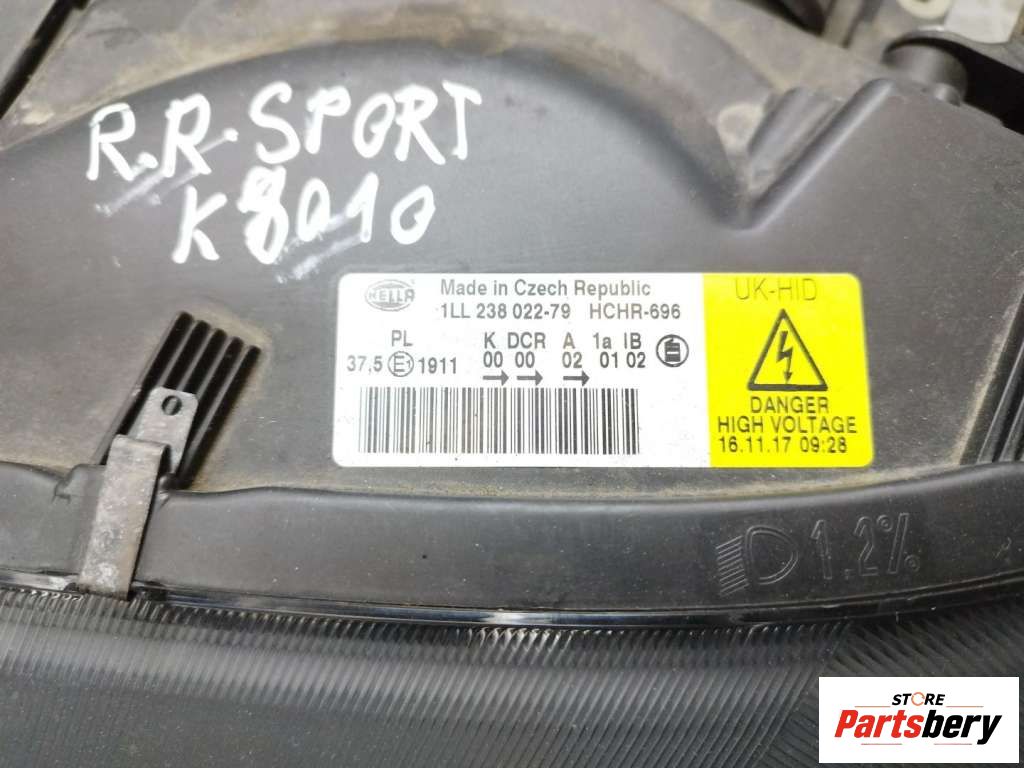 R.R. SPORT
K8010
HELLA
Made in Czech Republic
1LL 238 022-79 HCHR-696
PL K DCR A 1a IB
37,5 E1 1911 00 00 02 01 02
UK-HID
DANGER
HIGH VOLTAGE
16.11.17 09:28
1.2%
STORE
Partsbery